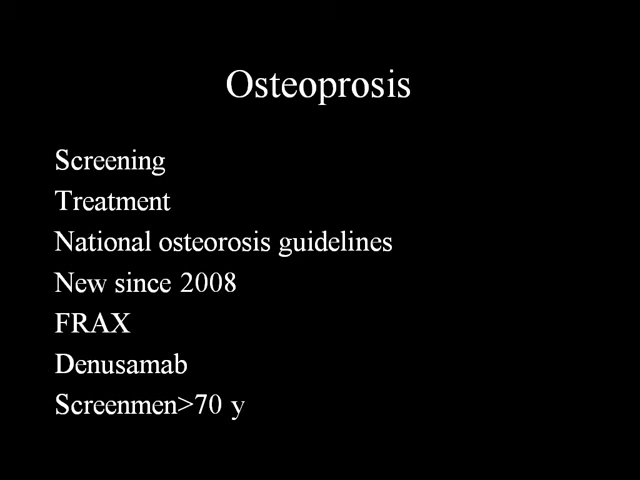 Osteoprosis
Screening
Treatment
National osteorosis guidelines
New since 2008
FRAX
Denusamab
Screenmen>70 y